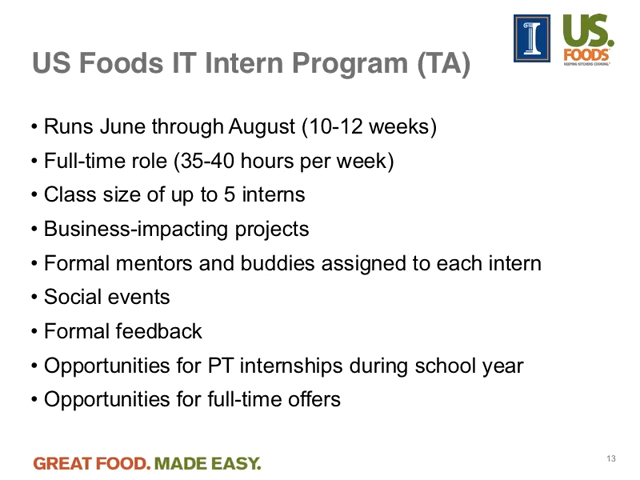 I
US.
FOODS
KEEPING KITCHENS COOKING.
US Foods IT Intern Program (TA)
• Runs June through August (10-12 weeks)
• Full-time role (35-40 hours per week)
• Class size of up to 5 interns
• Business-impacting projects
• Formal mentors and buddies assigned to each intern
• Social events
• Formal feedback
• Opportunities for PT internships during school year
• Opportunities for full-time offers
GREAT FOOD. MADE EASY.
13